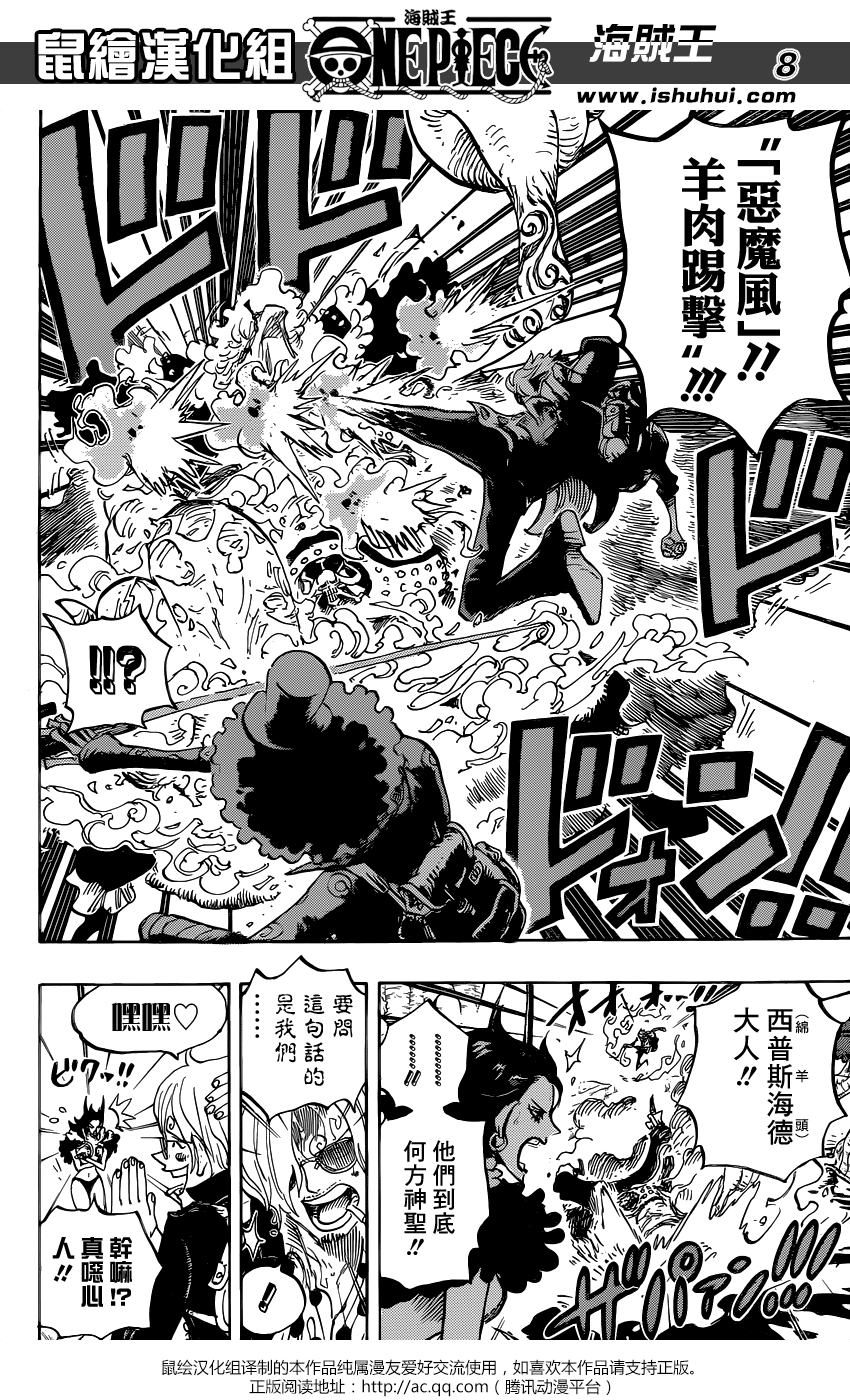 鼠繪漢化組
海賊王
ONE PIECE
海賊王
8
www.ishuhui.com
“「惡魔風」!!
羊肉踢擊”!!!
ドド
ド
!!?
ドォン!!
西普斯海德
(綿羊頭)
大人!!
………!!
………!!
他們到底
何方神聖!!
ザパァン!!!
要問
這句話的
是我們
……
!
嘿嘿♡
ビクッ!!
幹嘛!?
真噁心
人!!
鼠绘汉化组译制的本作品纯属漫友爱好交流使用，如喜欢本作品请支持正版。
正版阅读地址：http://ac.qq.com（腾讯动漫平台）